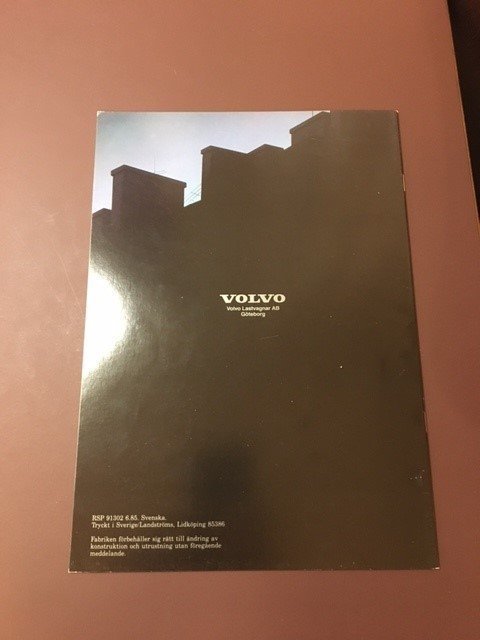 VOLVO
Volvo Lastvagnar AB
Göteborg
RSP 91302 6.85. Svenska.
Tryckt i Sverige/Landströms, Lidköping 85386
Fabriken förbehåller sig rätt till ändring av
konstruktion och utrustning utan föregående
meddelande.